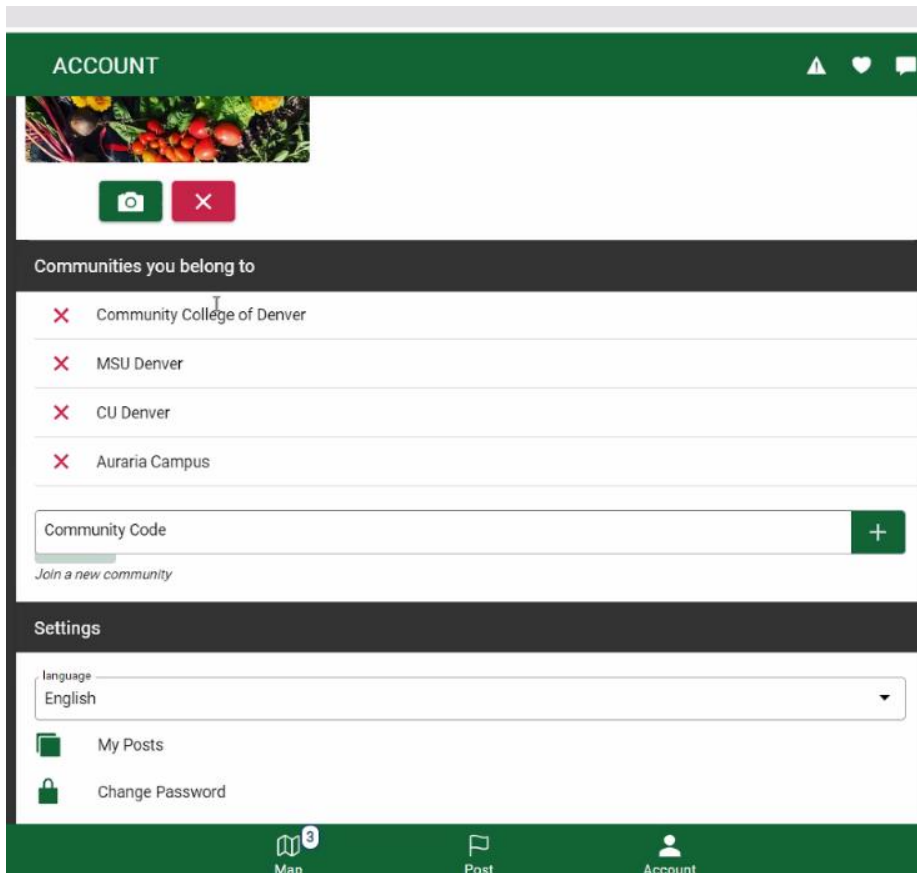 ACCOUNT
Communities you belong to
Community College of Denver
MSU Denver
CU Denver
Auraria Campus
Community Code
Join a new community
Settings
language
English
My Posts
Change Password
3
Map
Post
Account